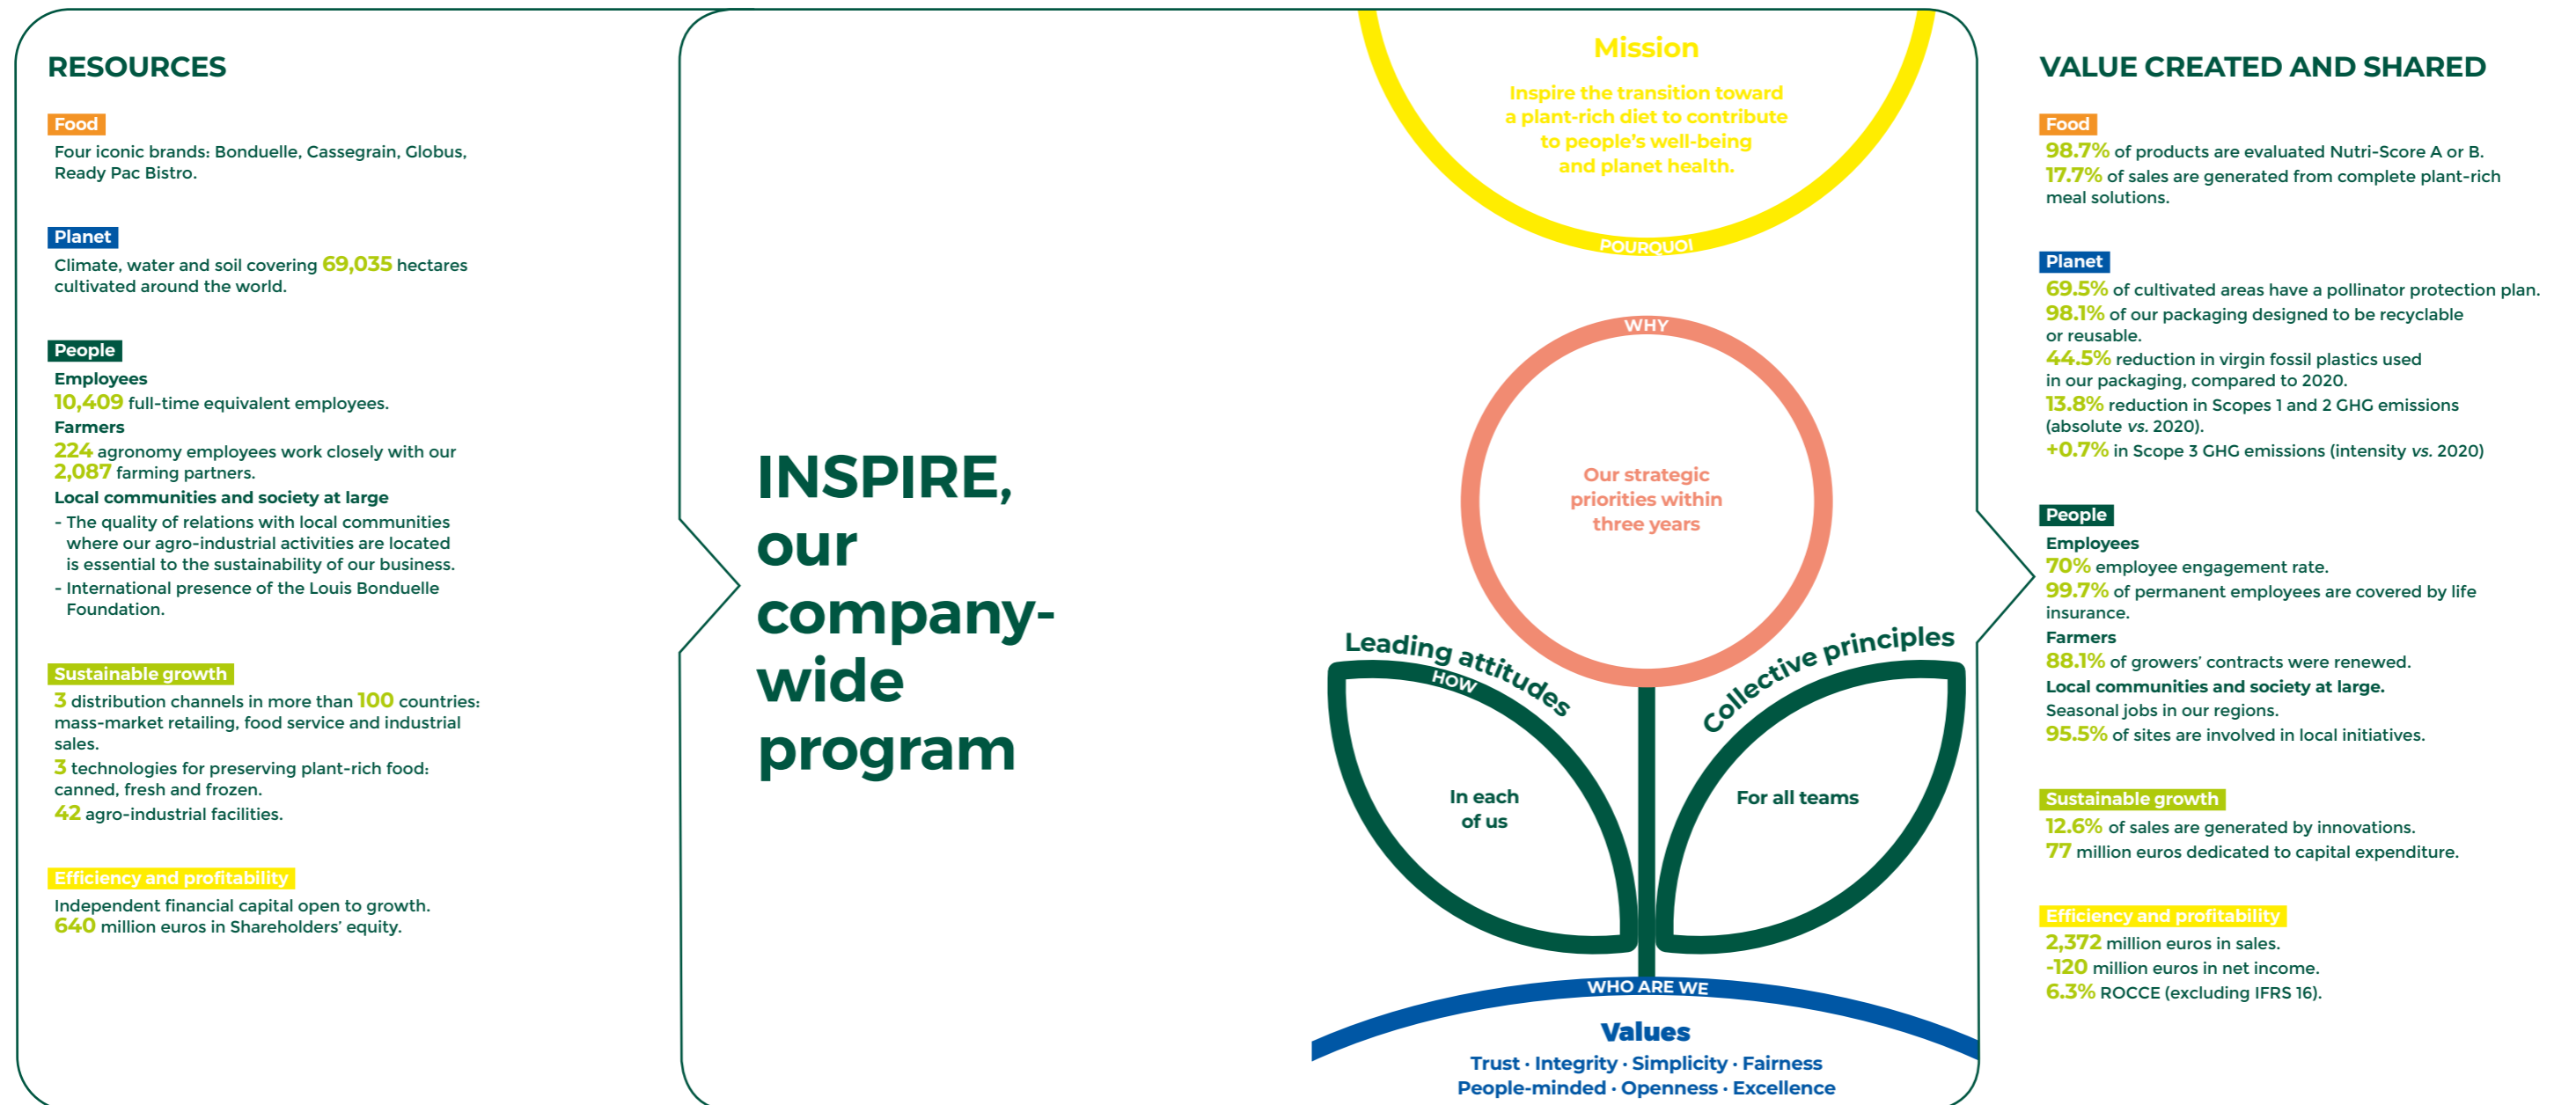 RESOURCES
Food
Four iconic brands: Bonduelle, Cassegrain, Globus,
Ready Pac Bistro.
Planet
Climate, water and soil covering 69,035 hectares
cultivated around the world.
People
Employees
10,409 full-time equivalent employees.
Farmers
224 agronomy employees work closely with our
2,087 farming partners.
Local communities and society at large
- The quality of relations with local communities
where our agro-industrial activities are located
is essential to the sustainability of our business.
- International presence of the Louis Bonduelle
Foundation.
Sustainable growth
3 distribution channels in more than 100 countries:
mass-market retailing, food service and industrial
sales.
3 technologies for preserving plant-rich food:
canned, fresh and frozen.
42 agro-industrial facilities.
Efficiency and profitability
Independent financial capital open to growth.
640 million euros in Shareholders' equity.
INSPIRE,
our
company-
wide
program
Mission
Inspire the transition toward
a plant-rich diet to contribute
to people's well-being
and planet health.
POURQUOI
WHY
Our strategic
priorities within
three years
Leading attitudes
HOW
In each
of us
Collective principles
For all teams
WHO ARE WE
Values
Trust · Integrity · Simplicity · Fairness
People-minded · Openness · Excellence
VALUE CREATED AND SHARED
Food
98.7% of products are evaluated Nutri-Score A or B.
17.7% of sales are generated from complete plant-rich
meal solutions.
Planet
69.5% of cultivated areas have a pollinator protection plan.
98.1% of our packaging designed to be recyclable
or reusable.
44.5% reduction in virgin fossil plastics used
in our packaging, compared to 2020.
13.8% reduction in Scopes 1 and 2 GHG emissions
(absolute vs. 2020).
+0.7% in Scope 3 GHG emissions (intensity vs. 2020)
People
Employees
70% employee engagement rate.
99.7% of permanent employees are covered by life
insurance.
Farmers
88.1% of growers' contracts were renewed.
Local communities and society at large.
Seasonal jobs in our regions.
95.5% of sites are involved in local initiatives.
Sustainable growth
12.6% of sales are generated by innovations.
77 million euros dedicated to capital expenditure.
Efficiency and profitability
2,372 million euros in sales.
-120 million euros in net income.
6.3% ROCCE (excluding IFRS 16).